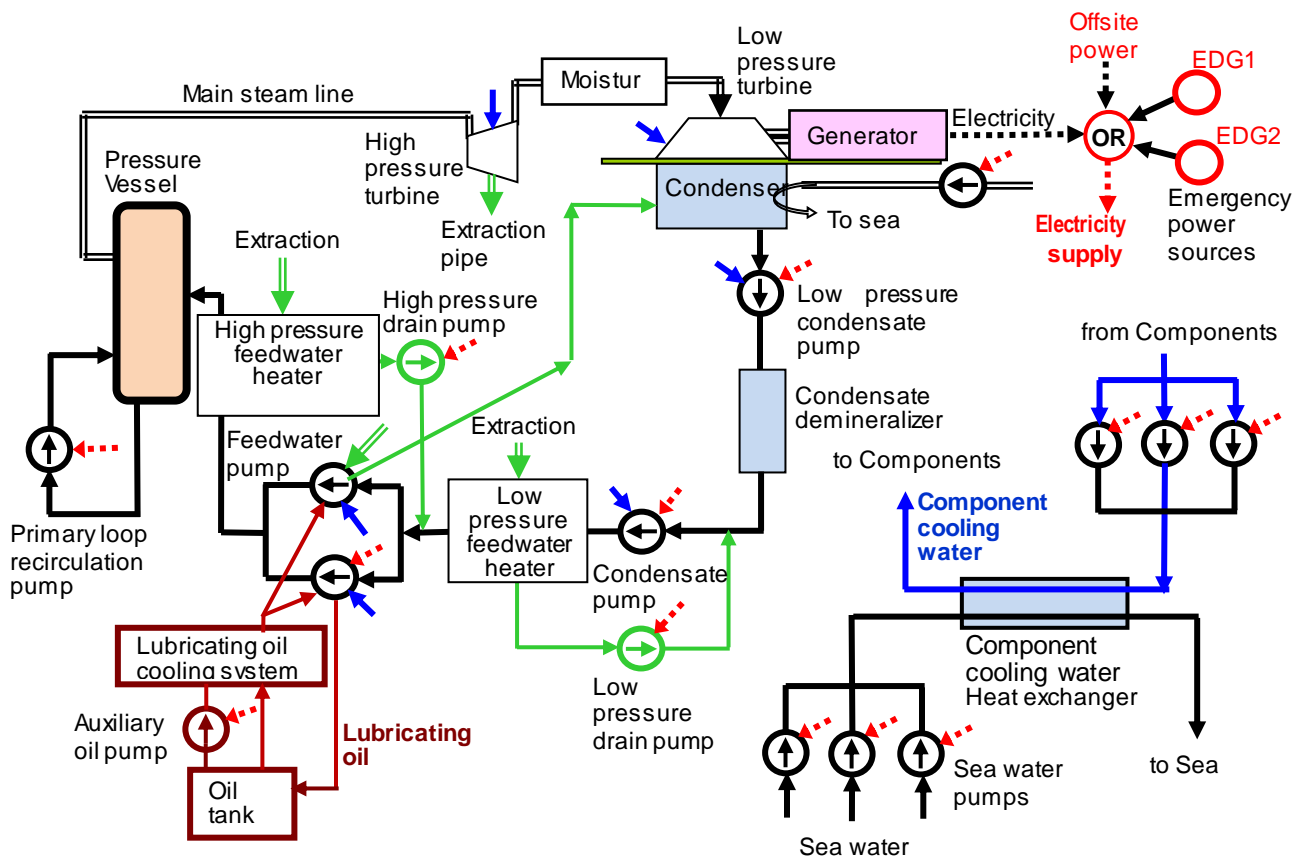 Main steam line
Moistur
Low
pressure
turbine
Offsite
power
EDG1
High
pressure
turbine
Generator
Electricity
OR
EDG2
Pressure
Vessel
Condenser
Emergency
power
sources
To sea
Electricity
supply
Extraction
Extraction
pipe
High pressure
drain pump
Low pressure
condensate
pump
High pressure
feedwater
heater
from Components
Condensate
demineralizer
Feedwater
pump
Extraction
to Components
Low
pressure
feedwater
heater
Component
cooling
water
Primary loop
recirculation
pump
Condensate
pump
Lubricating oil
cooling system
Component
cooling water
Heat exchanger
Auxiliary
oil pump
Lubricating
oil
Low
pressure
drain pump
to Sea
Sea water
pumps
Oil
tank
Sea water